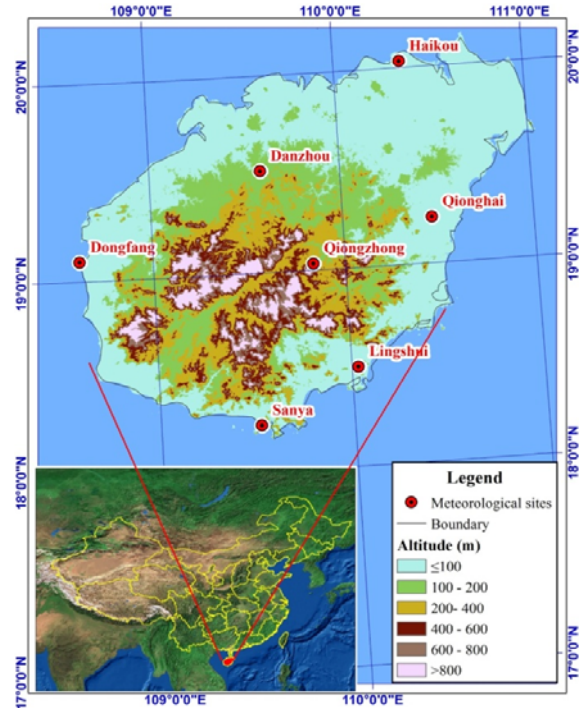 109°0'0"E
110°0'0"E
111°0'0"E
Haikou
20°0'0"N
20°0'0"N
Danzhou
Qionghai
Dongfang
Qiongzhong
19°0'0"N
19°0'0"N
Lingshui
Sanya
18°0'0"N
18°0'0"N
Legend
Meteorological sites
Boundary
Altitude (m)
≤100
100 - 200
200- 400
400 - 600
600 - 800
>800
17°0'0"N
17°0'0"N
109°0'0"E
110°0'0"E